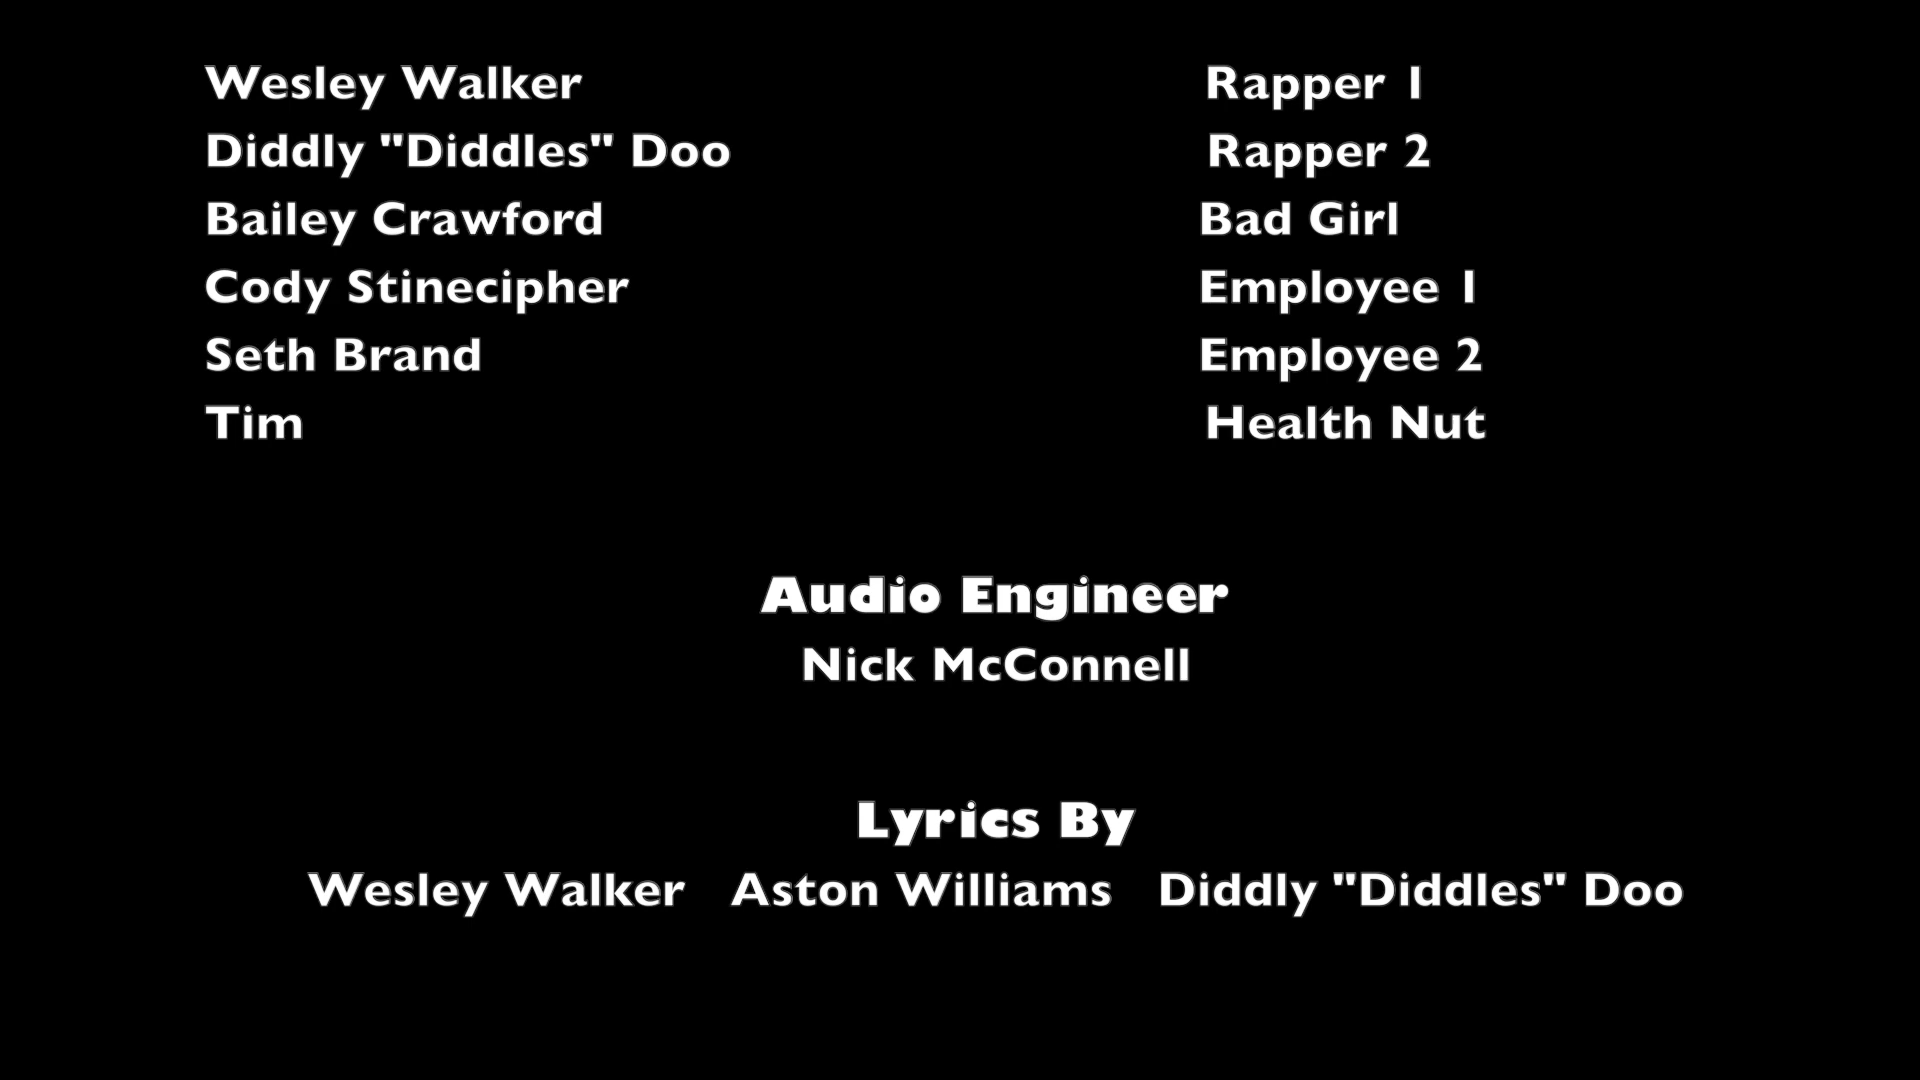 Wesley Walker Rapper 1
Diddly "Diddles" Doo Rapper 2
Bailey Crawford Bad Girl
Cody Stinecipher Employee 1
Seth Brand Employee 2
Tim Health Nut
Audio Engineer
Nick McConnell
Lyrics By
Wesley Walker Aston Williams Diddly "Diddles" Doo